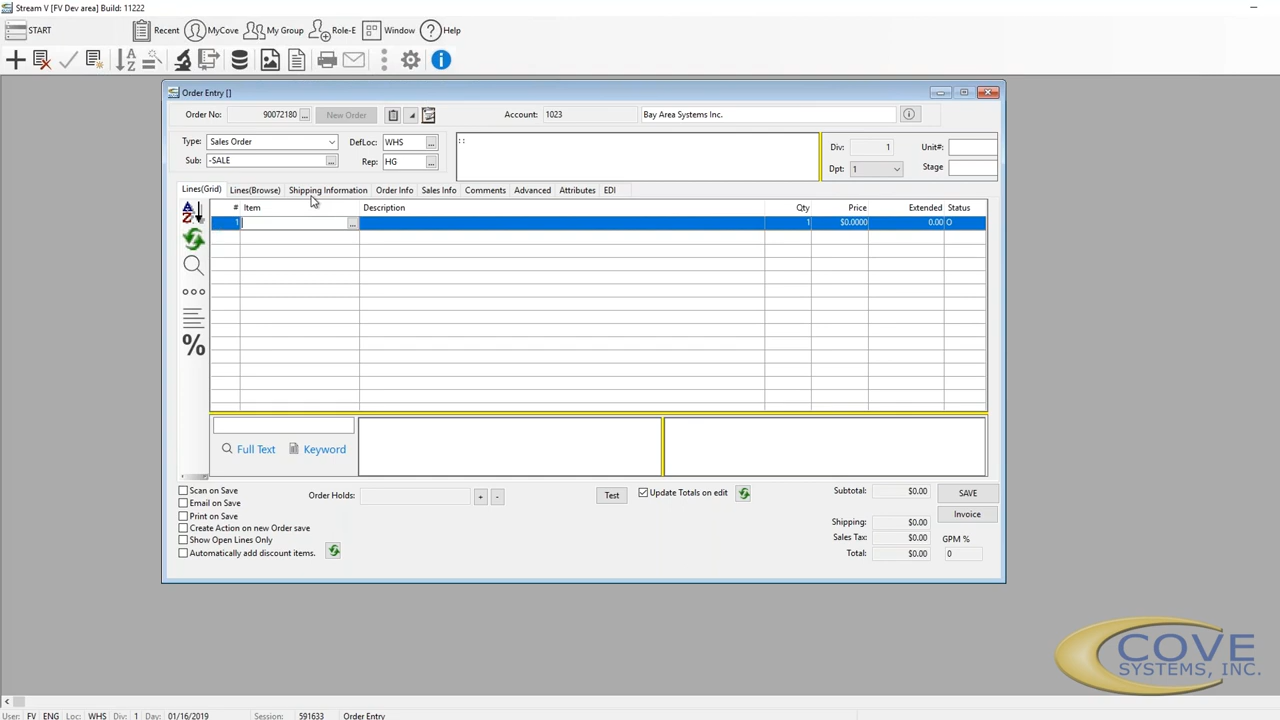 Stream V [FV Dev area] Build: 11222
START Recent MyCove My Group Role-E Window Help
Order Entry []
Order No: 90072180 ... New Order Account: 1023 Bay Area Systems Inc.
Type: Sales Order DefLoc: WHS ... :: Div: 1 Unit#:
Sub: -SALE ... Rep: HG ... Dpt: 1 Stage
Lines(Grid) Lines(Browse) Shipping Information Order Info Sales Info Comments Advanced Attributes EDI
# Item Description Qty Price Extended Status
1 ... 1 $0.0000 0.00 O
%
Full Text Keyword
Scan on Save Order Holds: + - Test Update Totals on edit Subtotal: $0.00 SAVE
Email on Save
Print on Save Shipping: $0.00 Invoice
Create Action on new Order save Sales Tax: $0.00 GPM %
Show Open Lines Only
Automatically add discount items. Total: $0.00 0
COVE
SYSTEMS, INC.
User: FV ENG Loc: WHS Div: 1 Day: 01/16/2019 Session: 591633 Order Entry